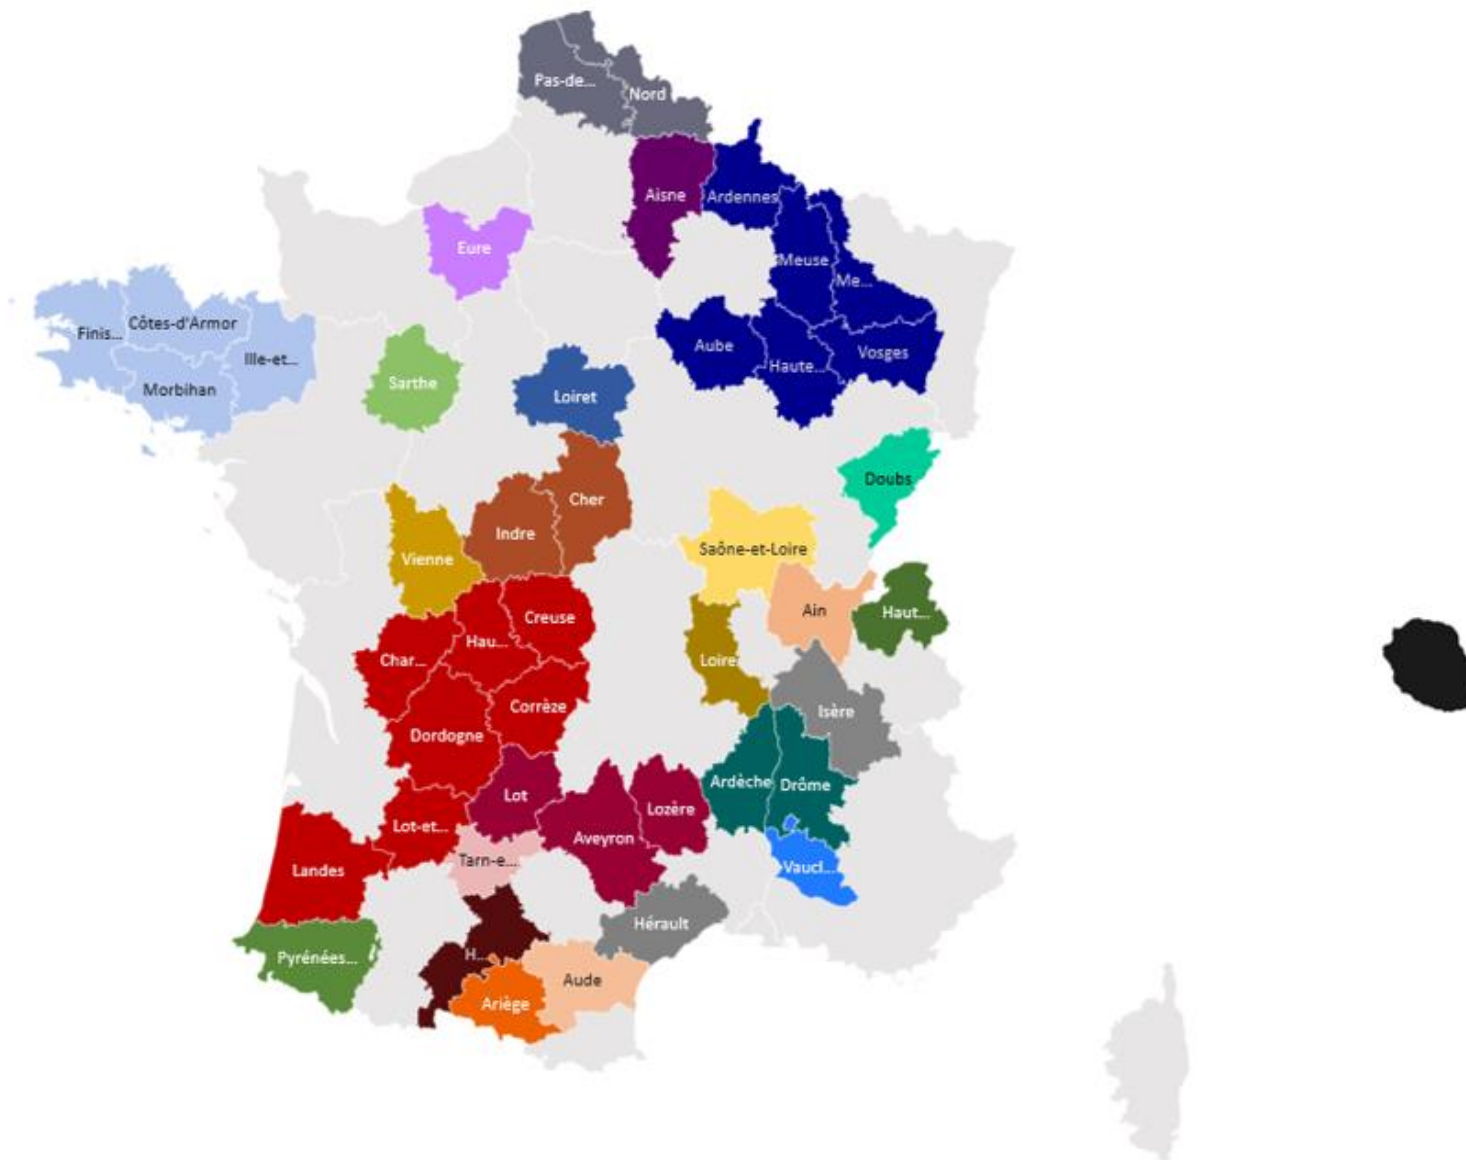 Pas-de...
Nord
Aisne
Ardennes
Eure
Meuse
Me...
Côtes-d'Armor
Finis...
Ille-et...
Morbihan
Sarthe
Loiret
Aube
Haute...
Vosges
Doubs
Cher
Indre
Vienne
Saône-et-Loire
Ain
Haut...
Creuse
Hau...
Char...
Loire
Corrèze
Dordogne
Isère
Ardèche
Drôme
Lot
Lozère
Lot-et...
Aveyron
Tarn-e...
Vaucl...
Landes
Hérault
Pyrénées...
H...
Aude
Ariège